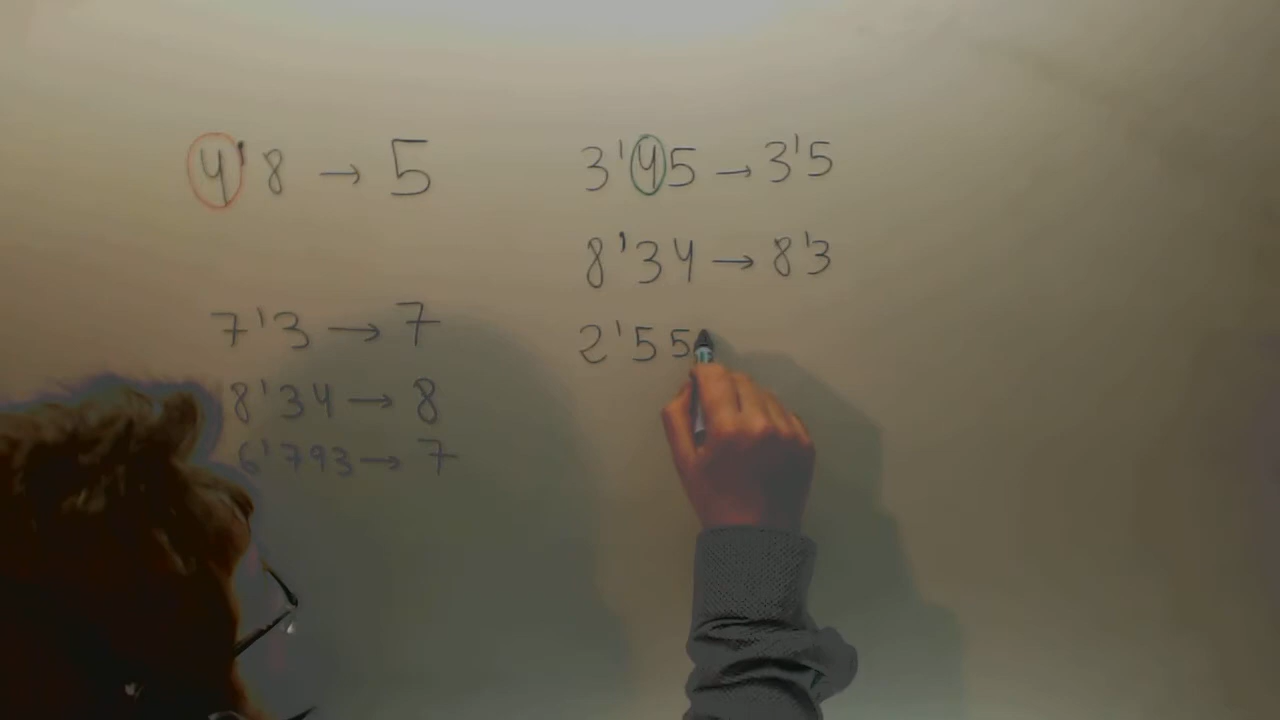 4'8 → 5
7'3 → 7
8'34 → 8
6'793 → 7
3'45 → 3'5
8'34 → 8'3
2'55